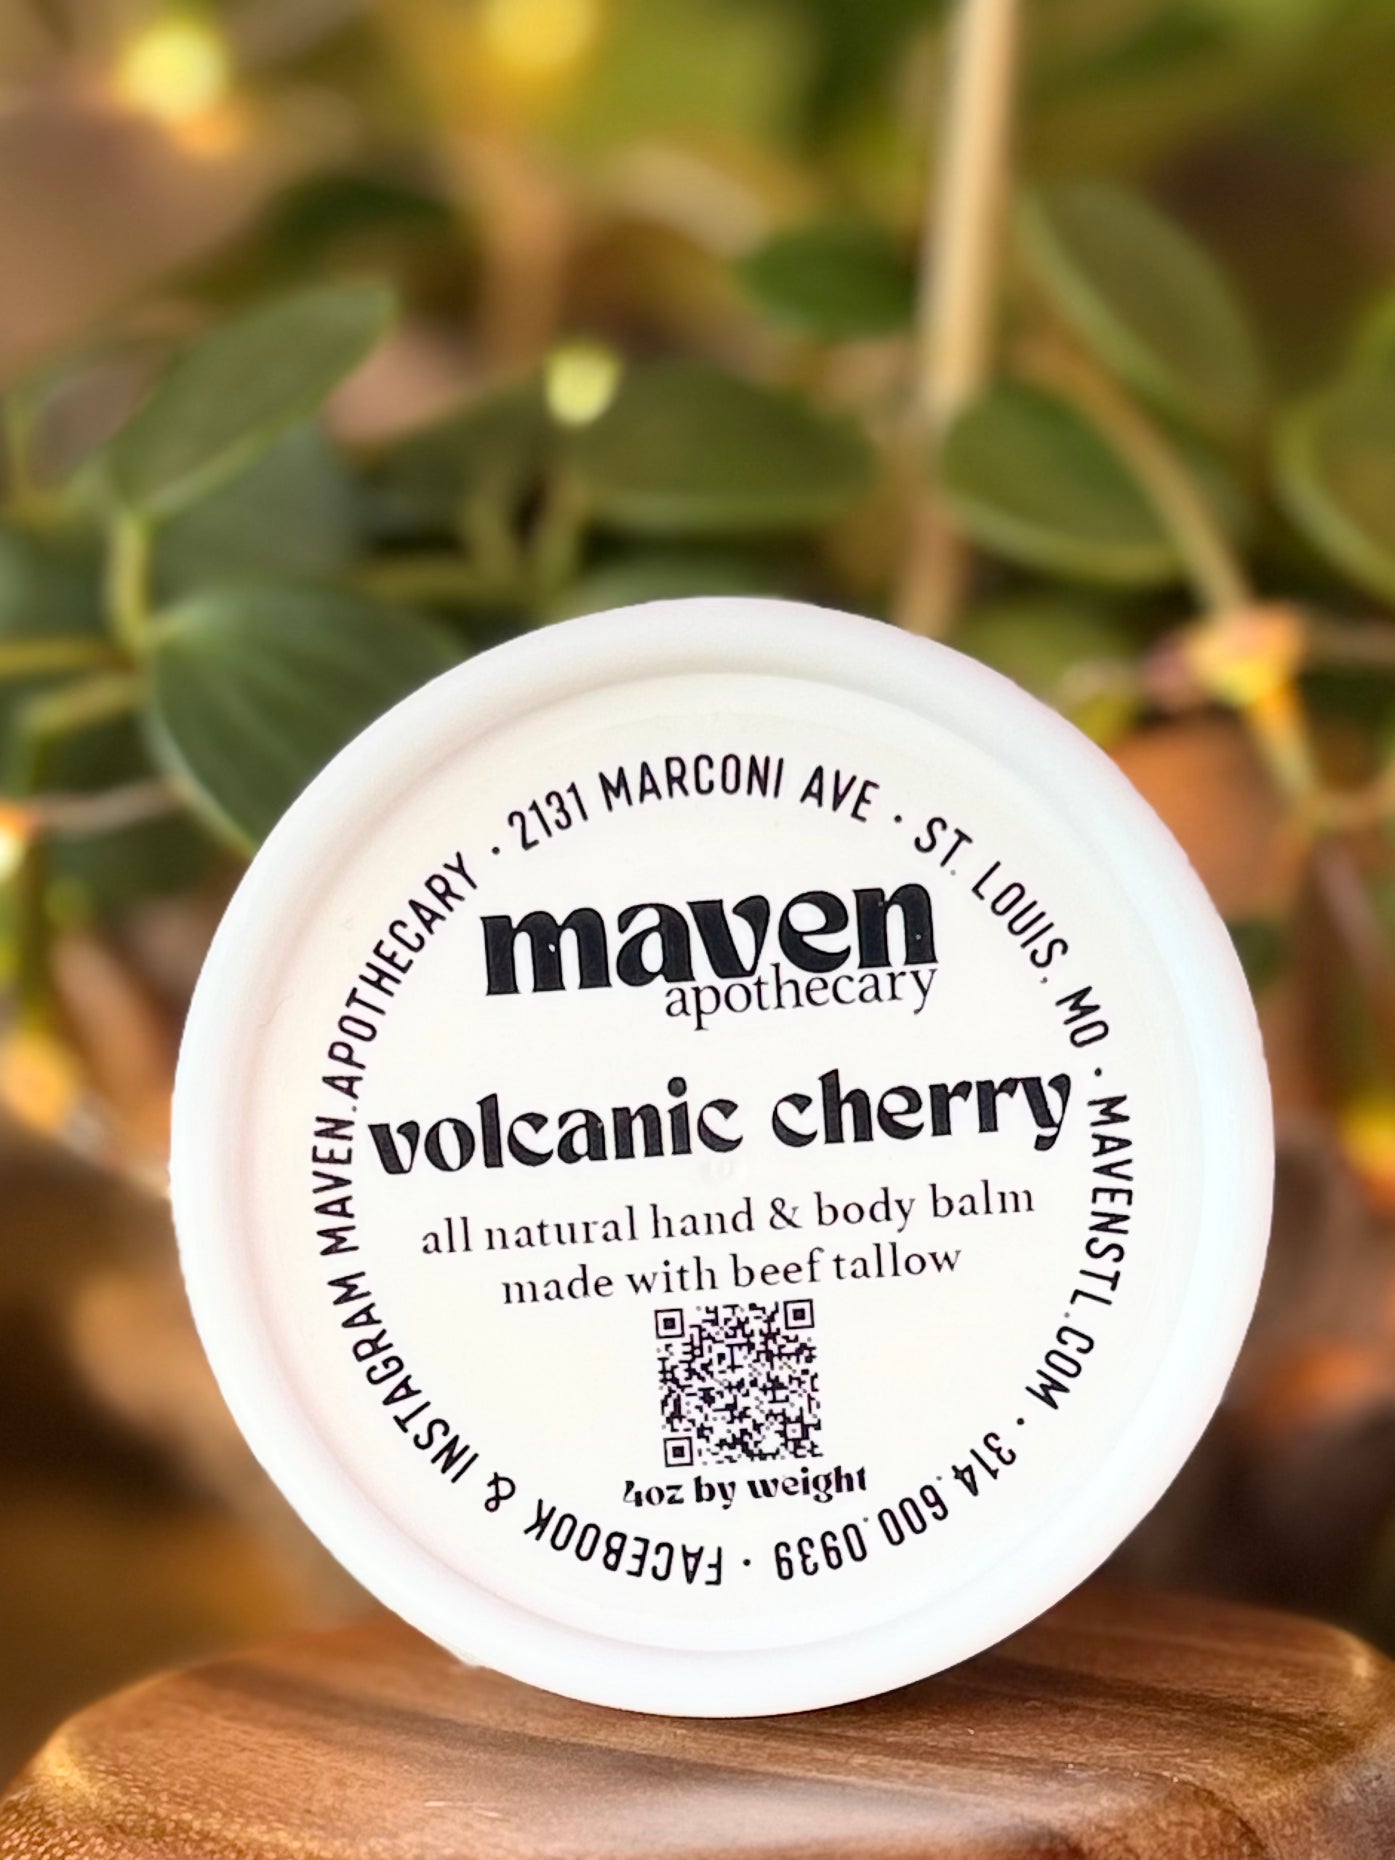 2131 MARCONI AVE · ST. LOUIS, MO · MAVENSTL.COM · 314.600.0939 · FACEBOOK & INSTAGRAM MAVEN.APOTHECARY ·
maven
apothecary
volcanic cherry
all natural hand & body balm
made with beef tallow
4oz by weight